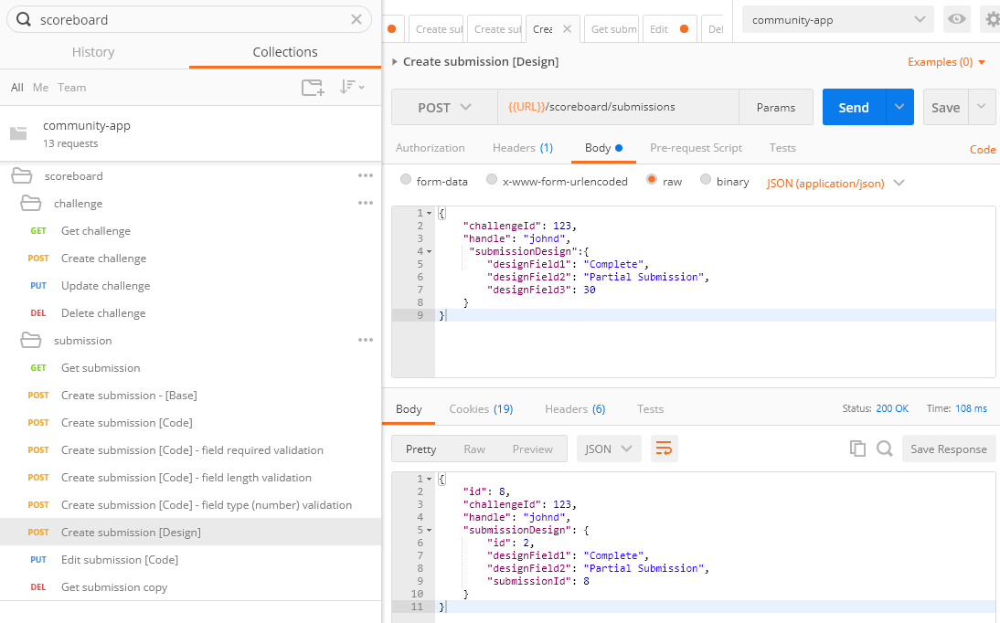 scoreboard
History
Collections
All Me Team
community-app
13 requests
scoreboard
challenge
GET Get challenge
POST Create challenge
PUT Update challenge
DEL Delete challenge
submission
GET Get submission
POST Create submission - [Base]
POST Create submission [Code]
POST Create submission [Code] - field required validation
POST Create submission [Code] - field length validation
POST Create submission [Code] - field type (number) validation
POST Create submission [Design]
PUT Edit submission [Code]
DEL Get submission copy
Create sul
Create sul
Crea
Get subm
Edit
Del
community-app
Create submission [Design]
Examples (0)
POST
{{URL}}/scoreboard/submissions
Params
Send
Save
Authorization
Headers (1)
Body
Pre-request Script
Tests
Code
form-data
x-www-form-urlencoded
raw
binary
JSON (application/json)
1 {
2 "challengeId": 123,
3 "handle": "johnd",
4 "submissionDesign":{
5 "designField1": "Complete",
6 "designField2": "Partial Submission",
7 "designField3": 30
8 }
9 }
Body
Cookies (19)
Headers (6)
Tests
Status: 200 OK
Time: 108 ms
Pretty
Raw
Preview
JSON
Save Response
1 {
2 "id": 8,
3 "challengeId": 123,
4 "handle": "johnd",
5 "submissionDesign": {
6 "id": 2,
7 "designField1": "Complete",
8 "designField2": "Partial Submission",
9 "submissionId": 8
10 }
11 }